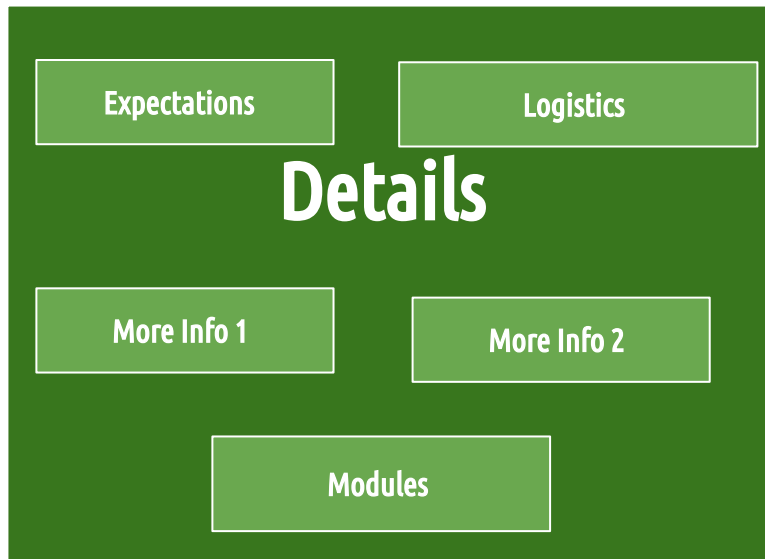 Expectations
Logistics
Details
More Info 1
More Info 2
Modules